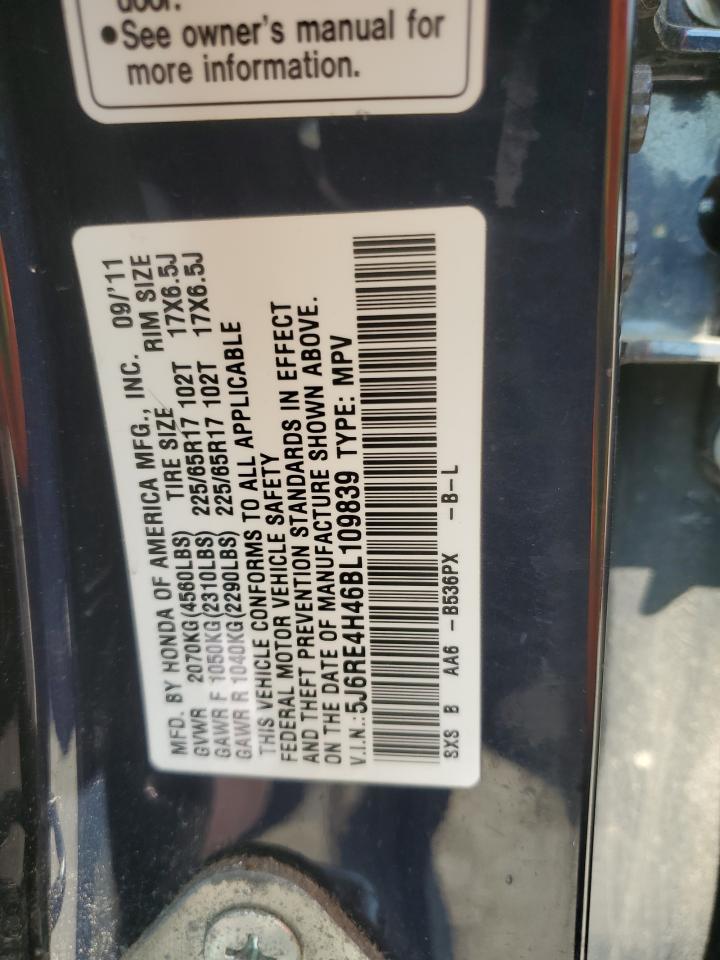 door.
●See owner's manual for
more information.
MFD. BY HONDA OF AMERICA MFG., INC. 09/'11
TIRE SIZE RIM SIZE
GVWR 2070KG(4560LBS)
GAWR F 1050KG(2310LBS) 225/65R17 102T 17X6.5J
GAWR R 1040KG(2290LBS) 225/65R17 102T 17X6.5J
THIS VEHICLE CONFORMS TO ALL APPLICABLE
FEDERAL MOTOR VEHICLE SAFETY
AND THEFT PREVENTION STANDARDS IN EFFECT
ON THE DATE OF MANUFACTURE SHOWN ABOVE.
V.I.N.:5J6RE4H46BL109839 TYPE: MPV
SXS B AA6 -B536PX -B-L